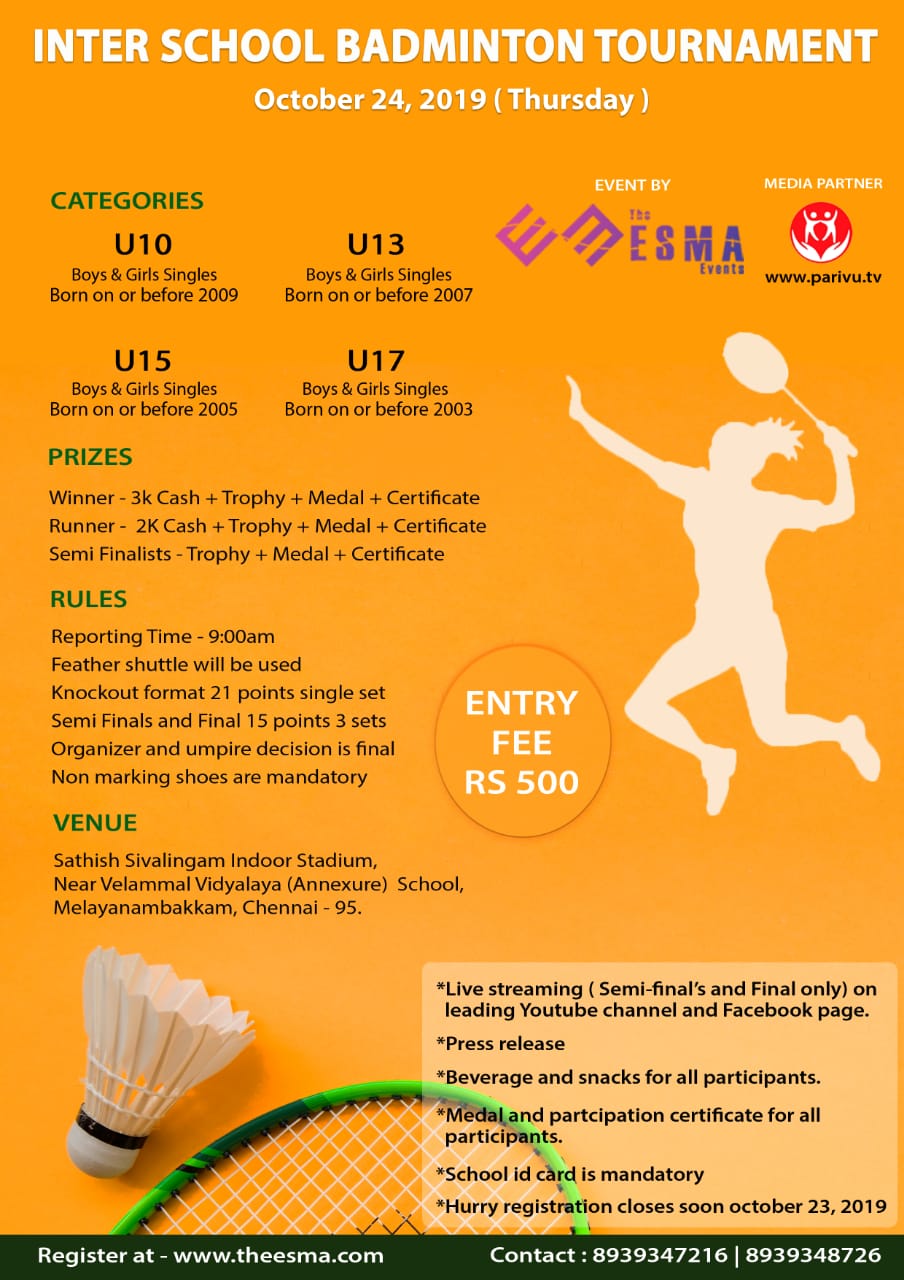 INTER SCHOOL BADMINTON TOURNAMENT
October 24, 2019 ( Thursday )
EVENT BY
The
ESMA
Events
MEDIA PARTNER
www.parivu.tv
CATEGORIES
U10
Boys & Girls Singles
Born on or before 2009
U13
Boys & Girls Singles
Born on or before 2007
U15
Boys & Girls Singles
Born on or before 2005
U17
Boys & Girls Singles
Born on or before 2003
PRIZES
Winner - 3k Cash + Trophy + Medal + Certificate
Runner - 2K Cash + Trophy + Medal + Certificate
Semi Finalists - Trophy + Medal + Certificate
RULES
Reporting Time - 9:00am
Feather shuttle will be used
Knockout format 21 points single set
Semi Finals and Final 15 points 3 sets
Organizer and umpire decision is final
Non marking shoes are mandatory
ENTRY
FEE
RS 500
VENUE
Sathish Sivalingam Indoor Stadium,
Near Velammal Vidyalaya (Annexure) School,
Melayanambakkam, Chennai - 95.
*Live streaming ( Semi-final's and Final only) on
leading Youtube channel and Facebook page.
*Press release
*Beverage and snacks for all participants.
*Medal and partcipation certificate for all
participants.
*School id card is mandatory
*Hurry registration closes soon october 23, 2019
Register at - www.theesma.com
Contact : 8939347216 | 8939348726